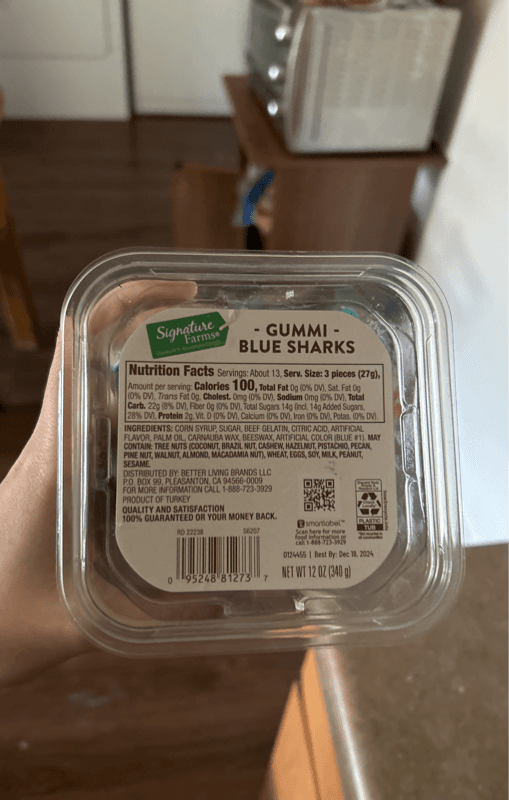 Signature
Farms®
- GUMMI -
BLUE SHARKS
Nutrition Facts Servings: About 13, Serv. Size: 3 pieces (27g),
Amount per serving: Calories 100, Total Fat 0g (0% DV), Sat. Fat 0g
(0% DV), Trans Fat 0g, Cholest. 0mg (0% DV), Sodium 0mg (0% DV), Total
Carb. 22g (8% DV), Fiber 0g (0% DV), Total Sugars 14g (Incl. 14g Added Sugars,
28% DV), Protein 2g, Vit. D (0% DV), Calcium (0% DV), Iron (0% DV), Potas. (0% DV).
INGREDIENTS: CORN SYRUP, SUGAR, BEEF GELATIN, CITRIC ACID, ARTIFICIAL
FLAVOR, PALM OIL, CARNAUBA WAX, BEESWAX, ARTIFICIAL COLOR (BLUE #1). MAY
CONTAIN: TREE NUTS (COCONUT, BRAZIL NUT, CASHEW, HAZELNUT, PISTACHIO, PECAN,
PINE NUT, WALNUT, ALMOND, MACADAMIA NUT), WHEAT, EGGS, SOY, MILK, PEANUT,
SESAME.
DISTRIBUTED BY: BETTER LIVING BRANDS LLC
P.O. BOX 99, PLEASANTON, CA 94566-0009
FOR MORE INFORMATION CALL 1-888-723-3929
PRODUCT OF TURKEY
QUALITY AND SATISFACTION
100% GUARANTEED OR YOUR MONEY BACK.
smartlabel™
Scan here for more
food information or
call 1-888-723-3929
PLASTIC
TUB
RD 22238 56207
0124455 | Best By: Dec 18, 2024
0 95248 81273 7
NET WT 12 OZ (340 g)